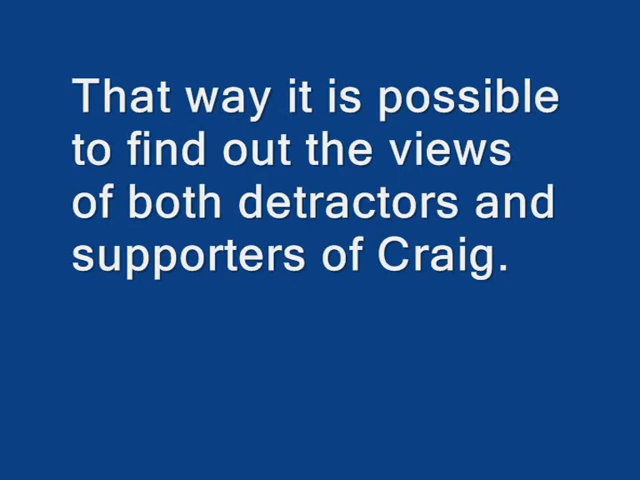 That way it is possible
to find out the views
of both detractors and
supporters of Craig.